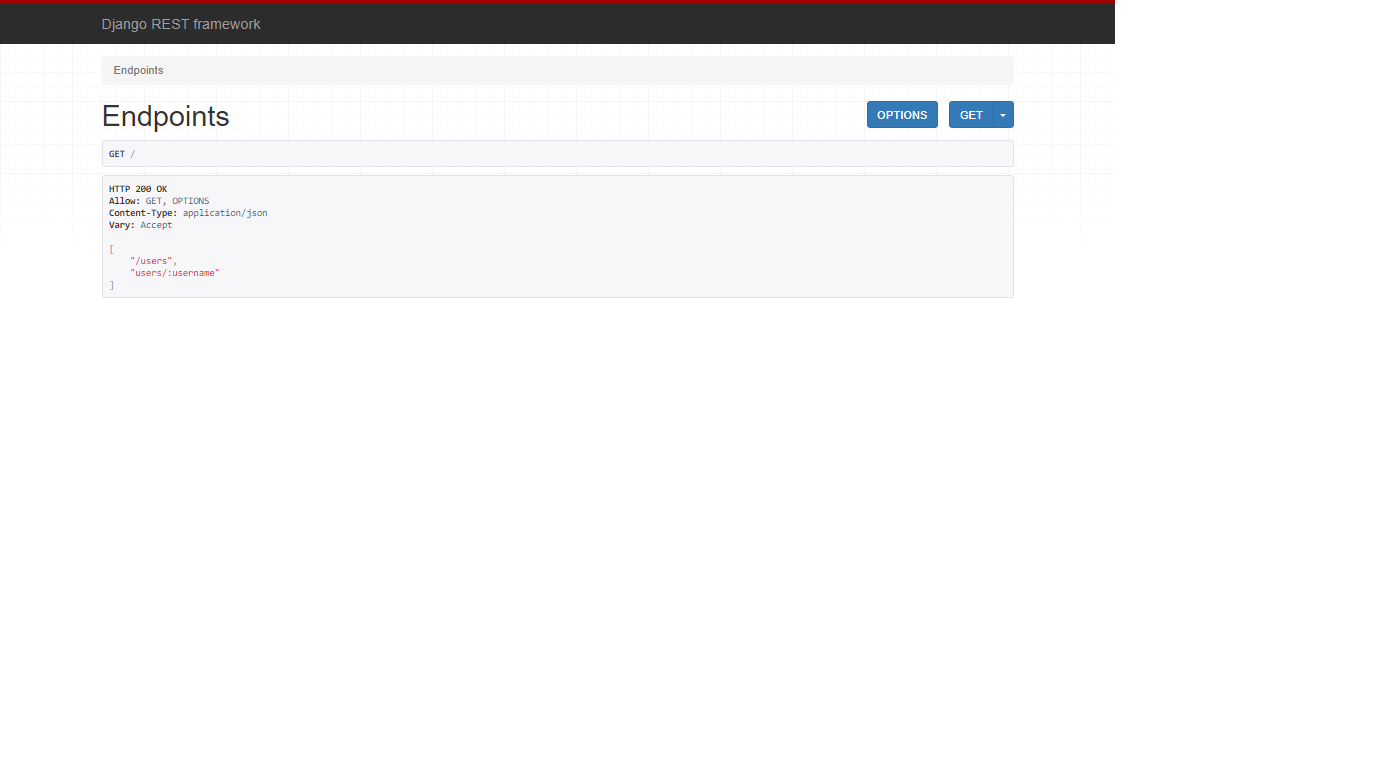 Django REST framework
Endpoints
Endpoints
OPTIONS
GET
GET /
HTTP 200 OK
Allow: GET, OPTIONS
Content-Type: application/json
Vary: Accept
[
    "/users",
    "users/:username"
]